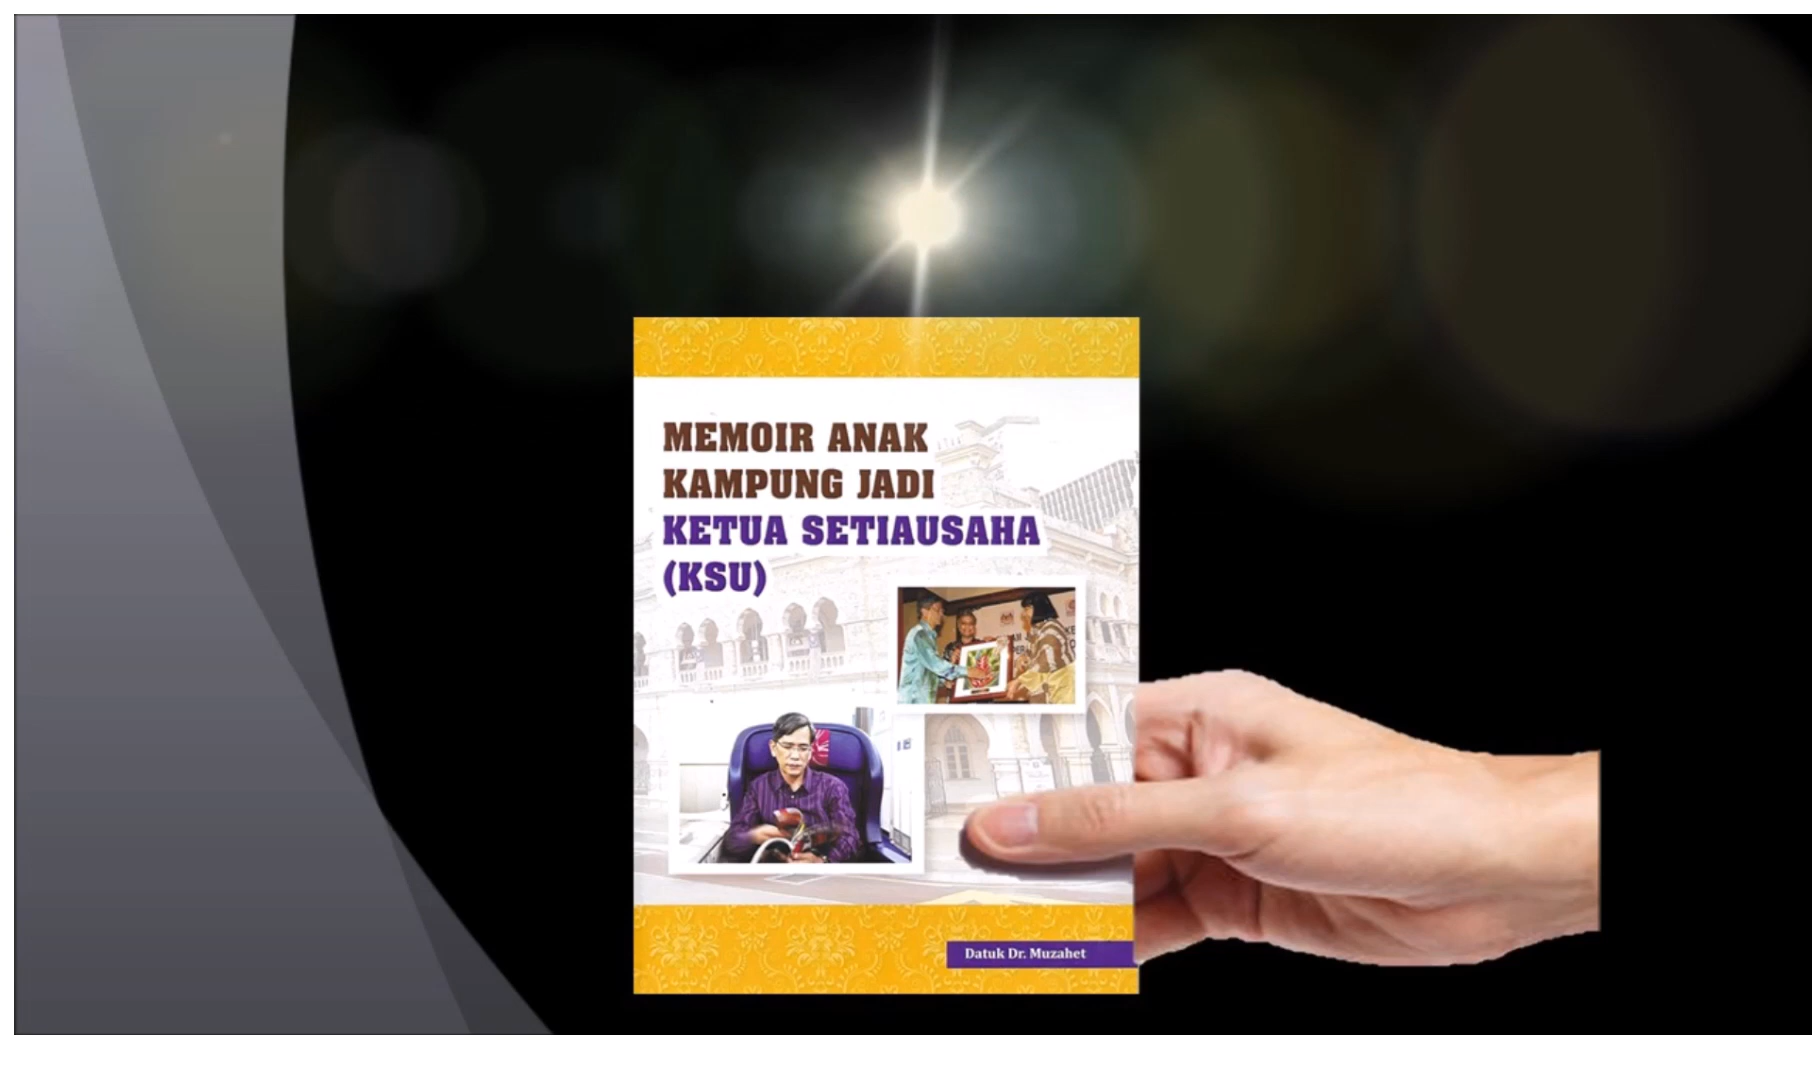 MEMOIR ANAK
KAMPUNG JADI
KETUA SETIAUSAHA
(KSU)
Datuk Dr. Muzahet